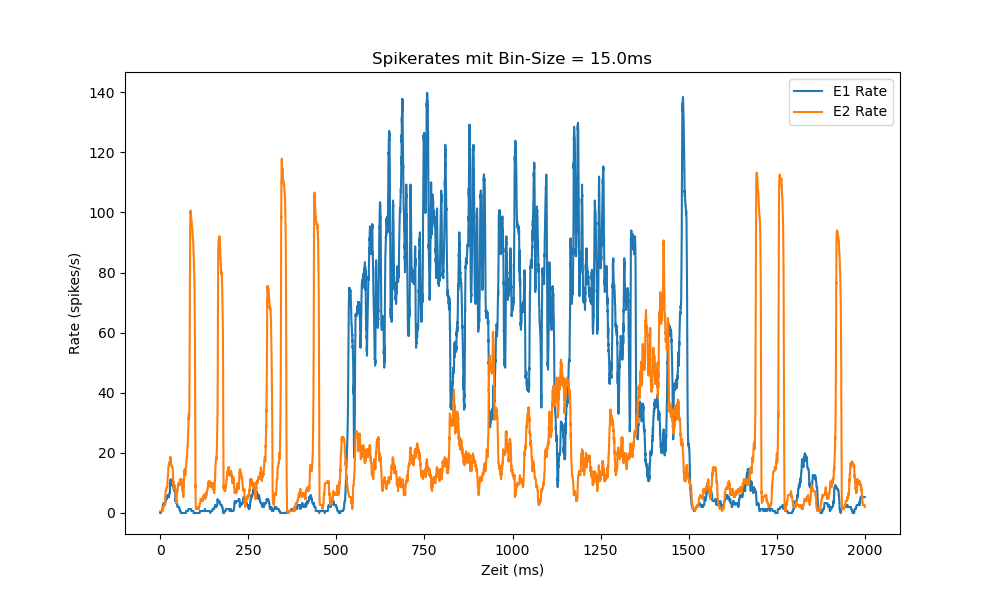 Spikerates mit Bin-Size = 15.0ms
E1 Rate
E2 Rate
140
120
100
80
60
40
20
0
Rate (spikes/s)
0 250 500 750 1000 1250 1500 1750 2000
Zeit (ms)